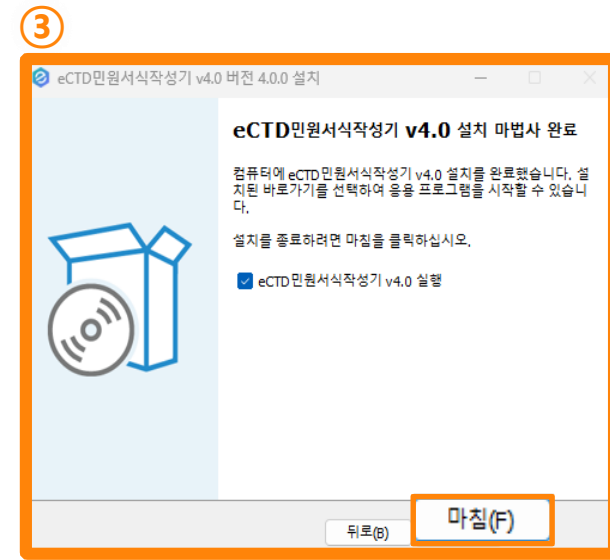 ③
eCTD민원서식작성기 v4.0 버전 4.0.0 설치
eCTD민원서식작성기 v4.0 설치 마법사 완료
컴퓨터에 eCTD민원서식작성기 v4.0 설치를 완료했습니다. 설
치된 바로가기를 선택하여 응용 프로그램을 시작할 수 있습니
다.
설치를 종료하려면 마침을 클릭하십시오.
eCTD민원서식작성기 v4.0 실행
뒤로(B)
마침(F)